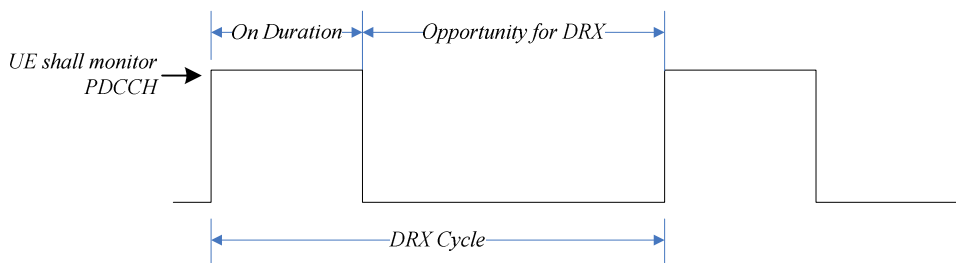 On Duration
Opportunity for DRX
UE shall monitor
PDCCH
DRX Cycle